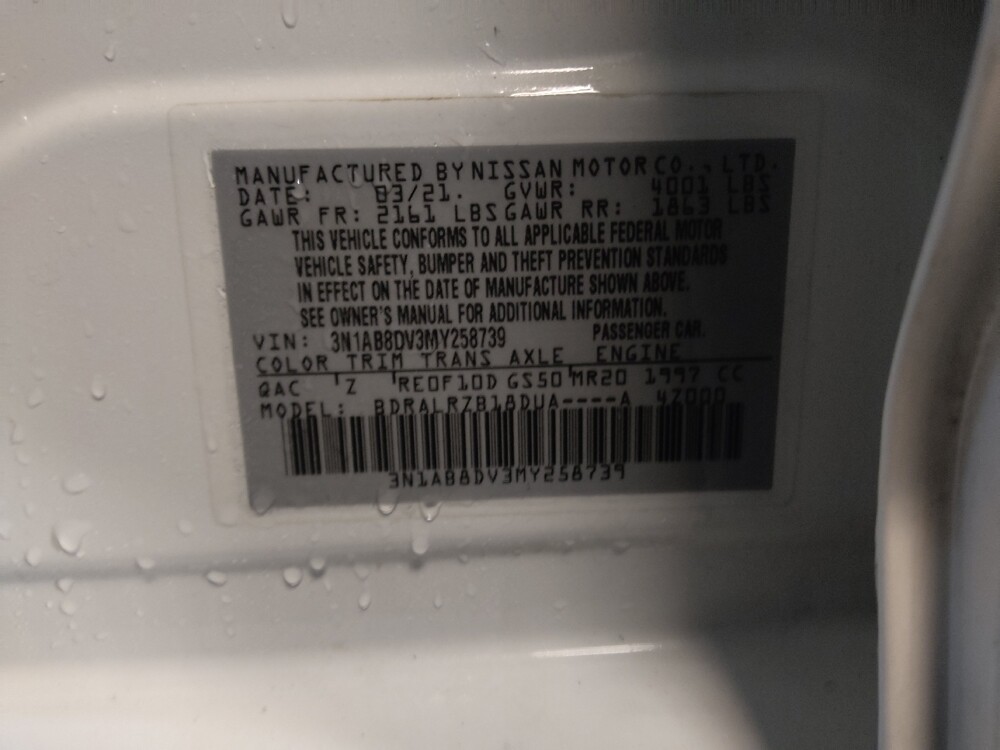 MANUFACTURED BY NISSAN MOTOR CO., LTD.
DATE: 03/21. GVWR: 4001 LBS
GAWR FR: 2161 LBS GAWR RR: 1863 LBS
THIS VEHICLE CONFORMS TO ALL APPLICABLE FEDERAL MOTOR
VEHICLE SAFETY, BUMPER AND THEFT PREVENTION STANDARDS
IN EFFECT ON THE DATE OF MANUFACTURE SHOWN ABOVE.
SEE OWNER'S MANUAL FOR ADDITIONAL INFORMATION.
VIN: 3N1AB8DV3MY258739 PASSENGER CAR.
COLOR TRIM TRANS AXLE ENGINE
QAC Z RE0F10D GS50 MR20 1997 CC
MODEL: BDRALRZB18DUA----A 4Z000
3N1AB8DV3MY258739